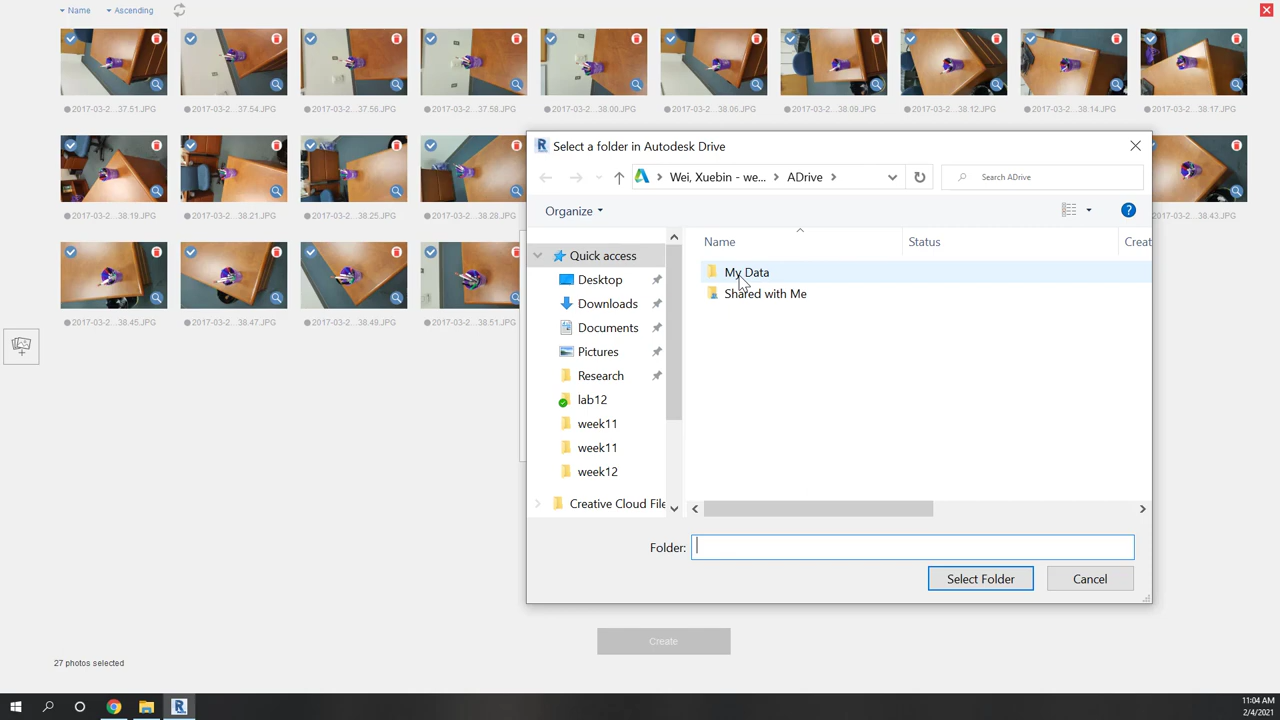 Name Ascending
2017-03-2...37.51.JPG 2017-03-2...37.54.JPG 2017-03-2...37.56.JPG 2017-03-2...37.58.JPG 2017-03-2...38.00.JPG 2017-03-2...38.06.JPG 2017-03-2...38.09.JPG 2017-03-2...38.12.JPG 2017-03-2...38.14.JPG 2017-03-2...38.17.JPG
2017-03-2...38.19.JPG 2017-03-2...38.21.JPG 2017-03-2...38.25.JPG 2017-03-2...38.28.JPG ...38.43.JPG
2017-03-2...38.45.JPG 2017-03-2...38.47.JPG 2017-03-2...38.49.JPG 2017-03-2...38.51.JPG
27 photos selected
Create
R Select a folder in Autodesk Drive
Wei, Xuebin - we... ADrive Search ADrive
Organize
Name Status Creat
Quick access
Desktop
Downloads
Documents
Pictures
Research
lab12
week11
week11
week12
Creative Cloud File
My Data
Shared with Me
Folder:
Select Folder Cancel
R
11:04 AM
2/4/2021